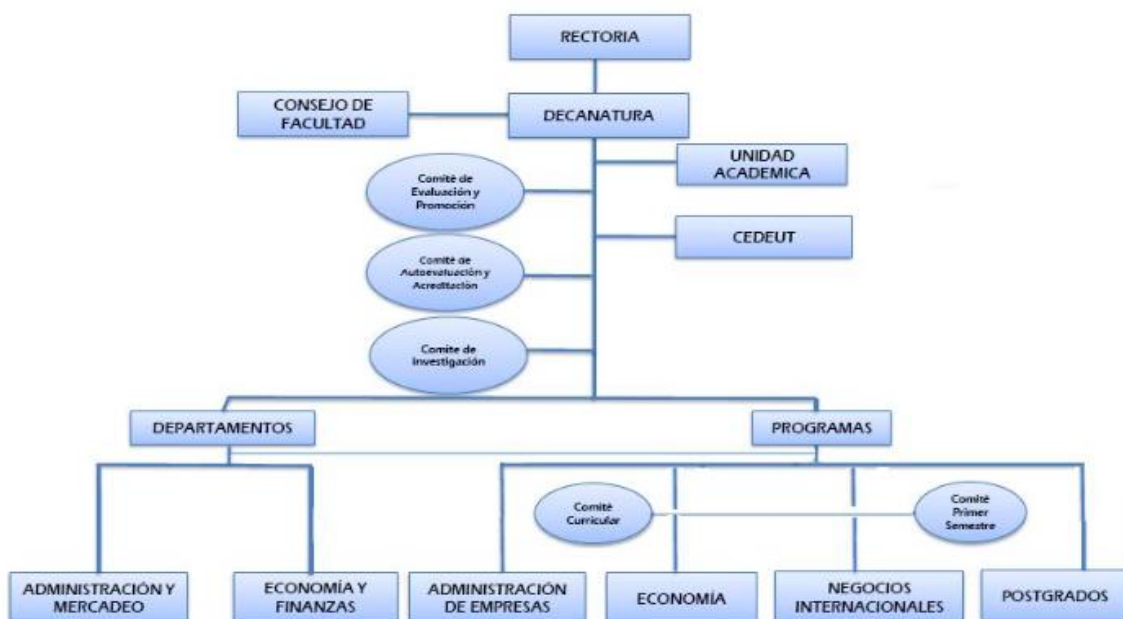 RECTORIA
CONSEJO DE
FACULTAD
DECANATURA
UNIDAD
ACADEMICA
Comité de
Evaluación y
Promoción
CEDEUT
Comité de
Autoevaluación y
Acreditación
Comite de
Investigación
DEPARTAMENTOS
PROGRAMAS
Comité
Curricular
Comité
Primer
Semestre
ADMINISTRACIÓN Y
MERCADEO
ECONOMÍA Y
FINANZAS
ADMINISTRACIÓN
DE EMPRESAS
ECONOMÍA
NEGOCIOS
INTERNACIONALES
POSTGRADOS